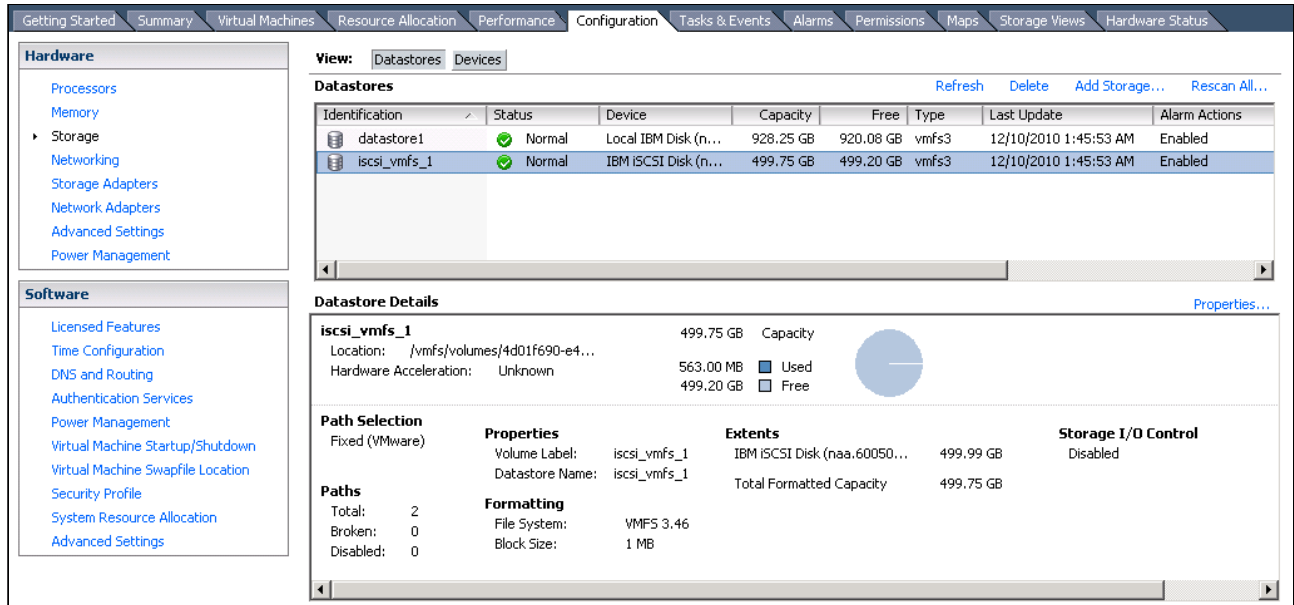 Getting Started Summary Virtual Machines Resource Allocation Performance Configuration Tasks & Events Alarms Permissions Maps Storage Views Hardware Status
Hardware
Processors
Memory
Storage
Networking
Storage Adapters
Network Adapters
Advanced Settings
Power Management
Software
Licensed Features
Time Configuration
DNS and Routing
Authentication Services
Power Management
Virtual Machine Startup/Shutdown
Virtual Machine Swapfile Location
Security Profile
System Resource Allocation
Advanced Settings
View: Datastores Devices
Datastores Refresh Delete Add Storage... Rescan All...
Identification Status Device Capacity Free Type Last Update Alarm Actions
datastore1 Normal Local IBM Disk (n... 928.25 GB 920.08 GB vmfs3 12/10/2010 1:45:53 AM Enabled
iscsi_vmfs_1 Normal IBM iSCSI Disk (n... 499.75 GB 499.20 GB vmfs3 12/10/2010 1:45:53 AM Enabled
Datastore Details Properties...
iscsi_vmfs_1 499.75 GB Capacity
Location: /vmfs/volumes/4d01f690-e4...
Hardware Acceleration: Unknown
563.00 MB Used
499.20 GB Free
Path Selection
Fixed (VMware)
Paths
Total: 2
Broken: 0
Disabled: 0
Properties
Volume Label: iscsi_vmfs_1
Datastore Name: iscsi_vmfs_1
Formatting
File System: VMFS 3.46
Block Size: 1 MB
Extents
IBM iSCSI Disk (naa.60050... 499.99 GB
Total Formatted Capacity 499.75 GB
Storage I/O Control
Disabled